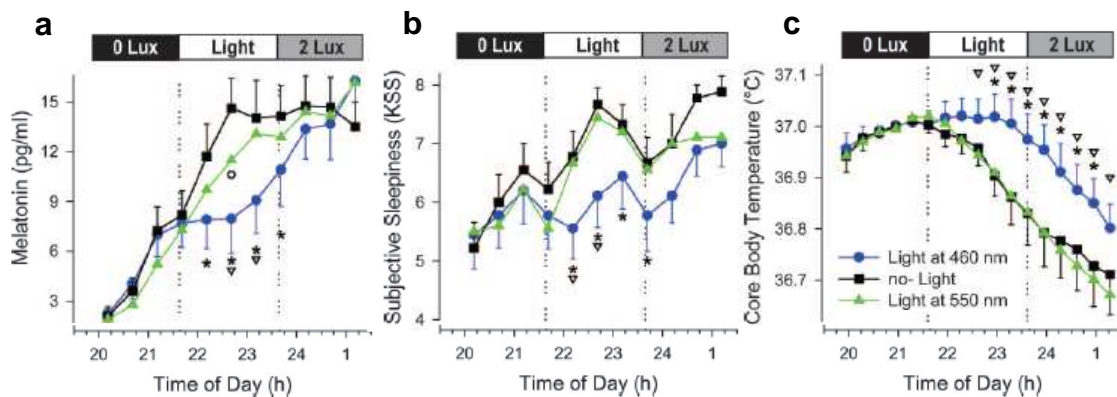 a
0 Lux Light 2 Lux
Melatonin (pg/ml)
15
12
9
6
3
20 21 22 23 24 1
Time of Day (h)
b
0 Lux Light 2 Lux
Subjective Sleepiness (KSS)
8
7
6
5
4
20 21 22 23 24 1
Time of Day (h)
c
0 Lux Light 2 Lux
Core Body Temperature (°C)
37.1
37.0
36.9
36.8
36.7
Light at 460 nm
no- Light
Light at 550 nm
20 21 22 23 24 1
Time of Day (h)